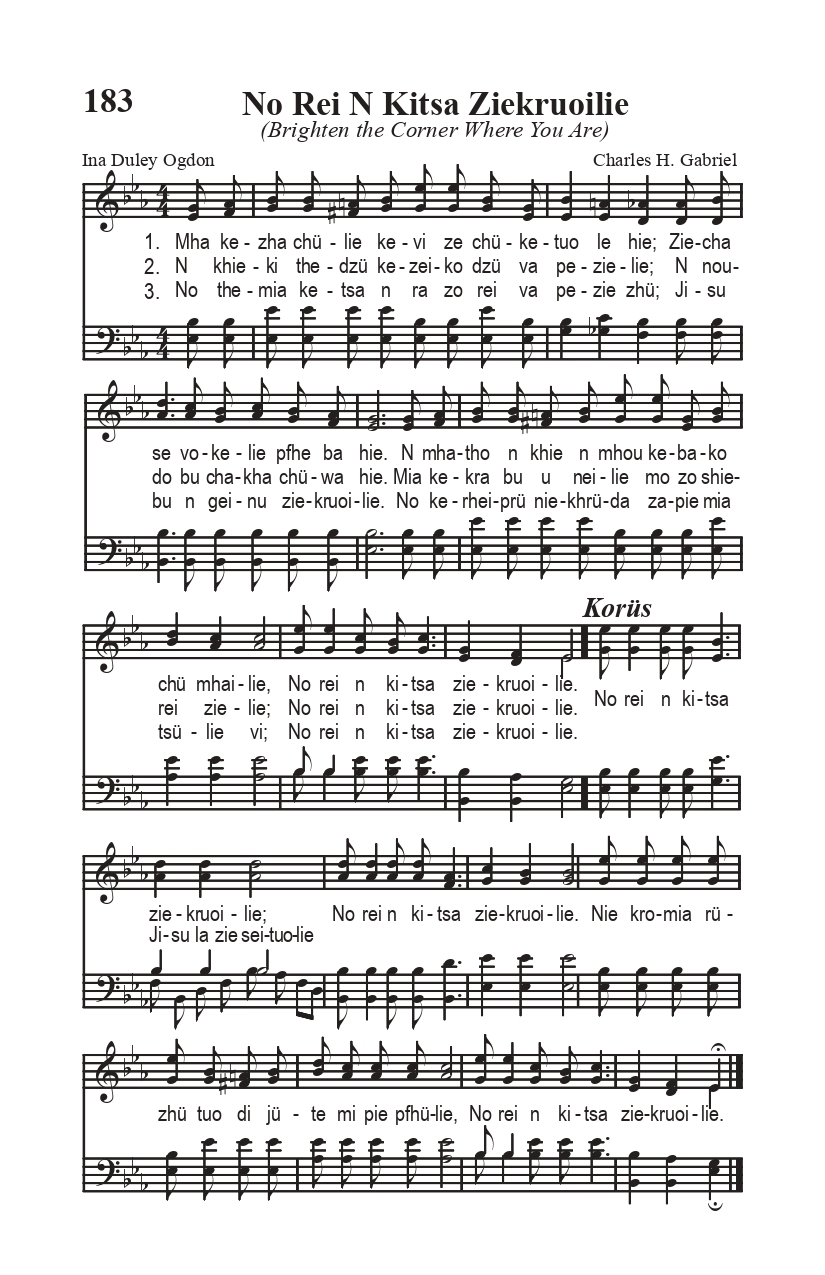 183
No Rei N Kitsa Ziekruoilie
(Brighten the Corner Where You Are)
Ina Duley Ogdon Charles H. Gabriel
1. Mha ke - zha chü - lie ke - vi ze chü - ke - tuo le hie; Zie-cha
2. N khie - ki the - dzü ke - zei - ko dzü va pe - zie - lie; N nou-
3. No the - mia ke - tsa n ra zo rei va pe - zie zhü; Ji - su
se vo - ke - lie pfhe ba hie. N mha - tho n khie n mhou ke - ba - ko
do bu cha - kha chü - wa hie. Mia ke - kra bu u nei - lie mo zo shie-
bu n gei - nu zie - kruoi - lie. No ke - rhei - prü nie - khrü - da za - pie mia
Korüs
chü mhai - lie, No rei n ki - tsa zie - kruoi - lie.
rei zie - lie; No rei n ki - tsa zie - kruoi - lie.
tsü - lie vi; No rei n ki - tsa zie - kruoi - lie.
No rei n ki - tsa
zie - kruoi - lie; No rei n ki - tsa zie - kruoi - lie. Nie kro - mia rü -
Ji - su la zie sei - tuo - lie
zhü tuo di jü - te mi pie pfhü - lie, No rei n ki - tsa zie - kruoi - lie.